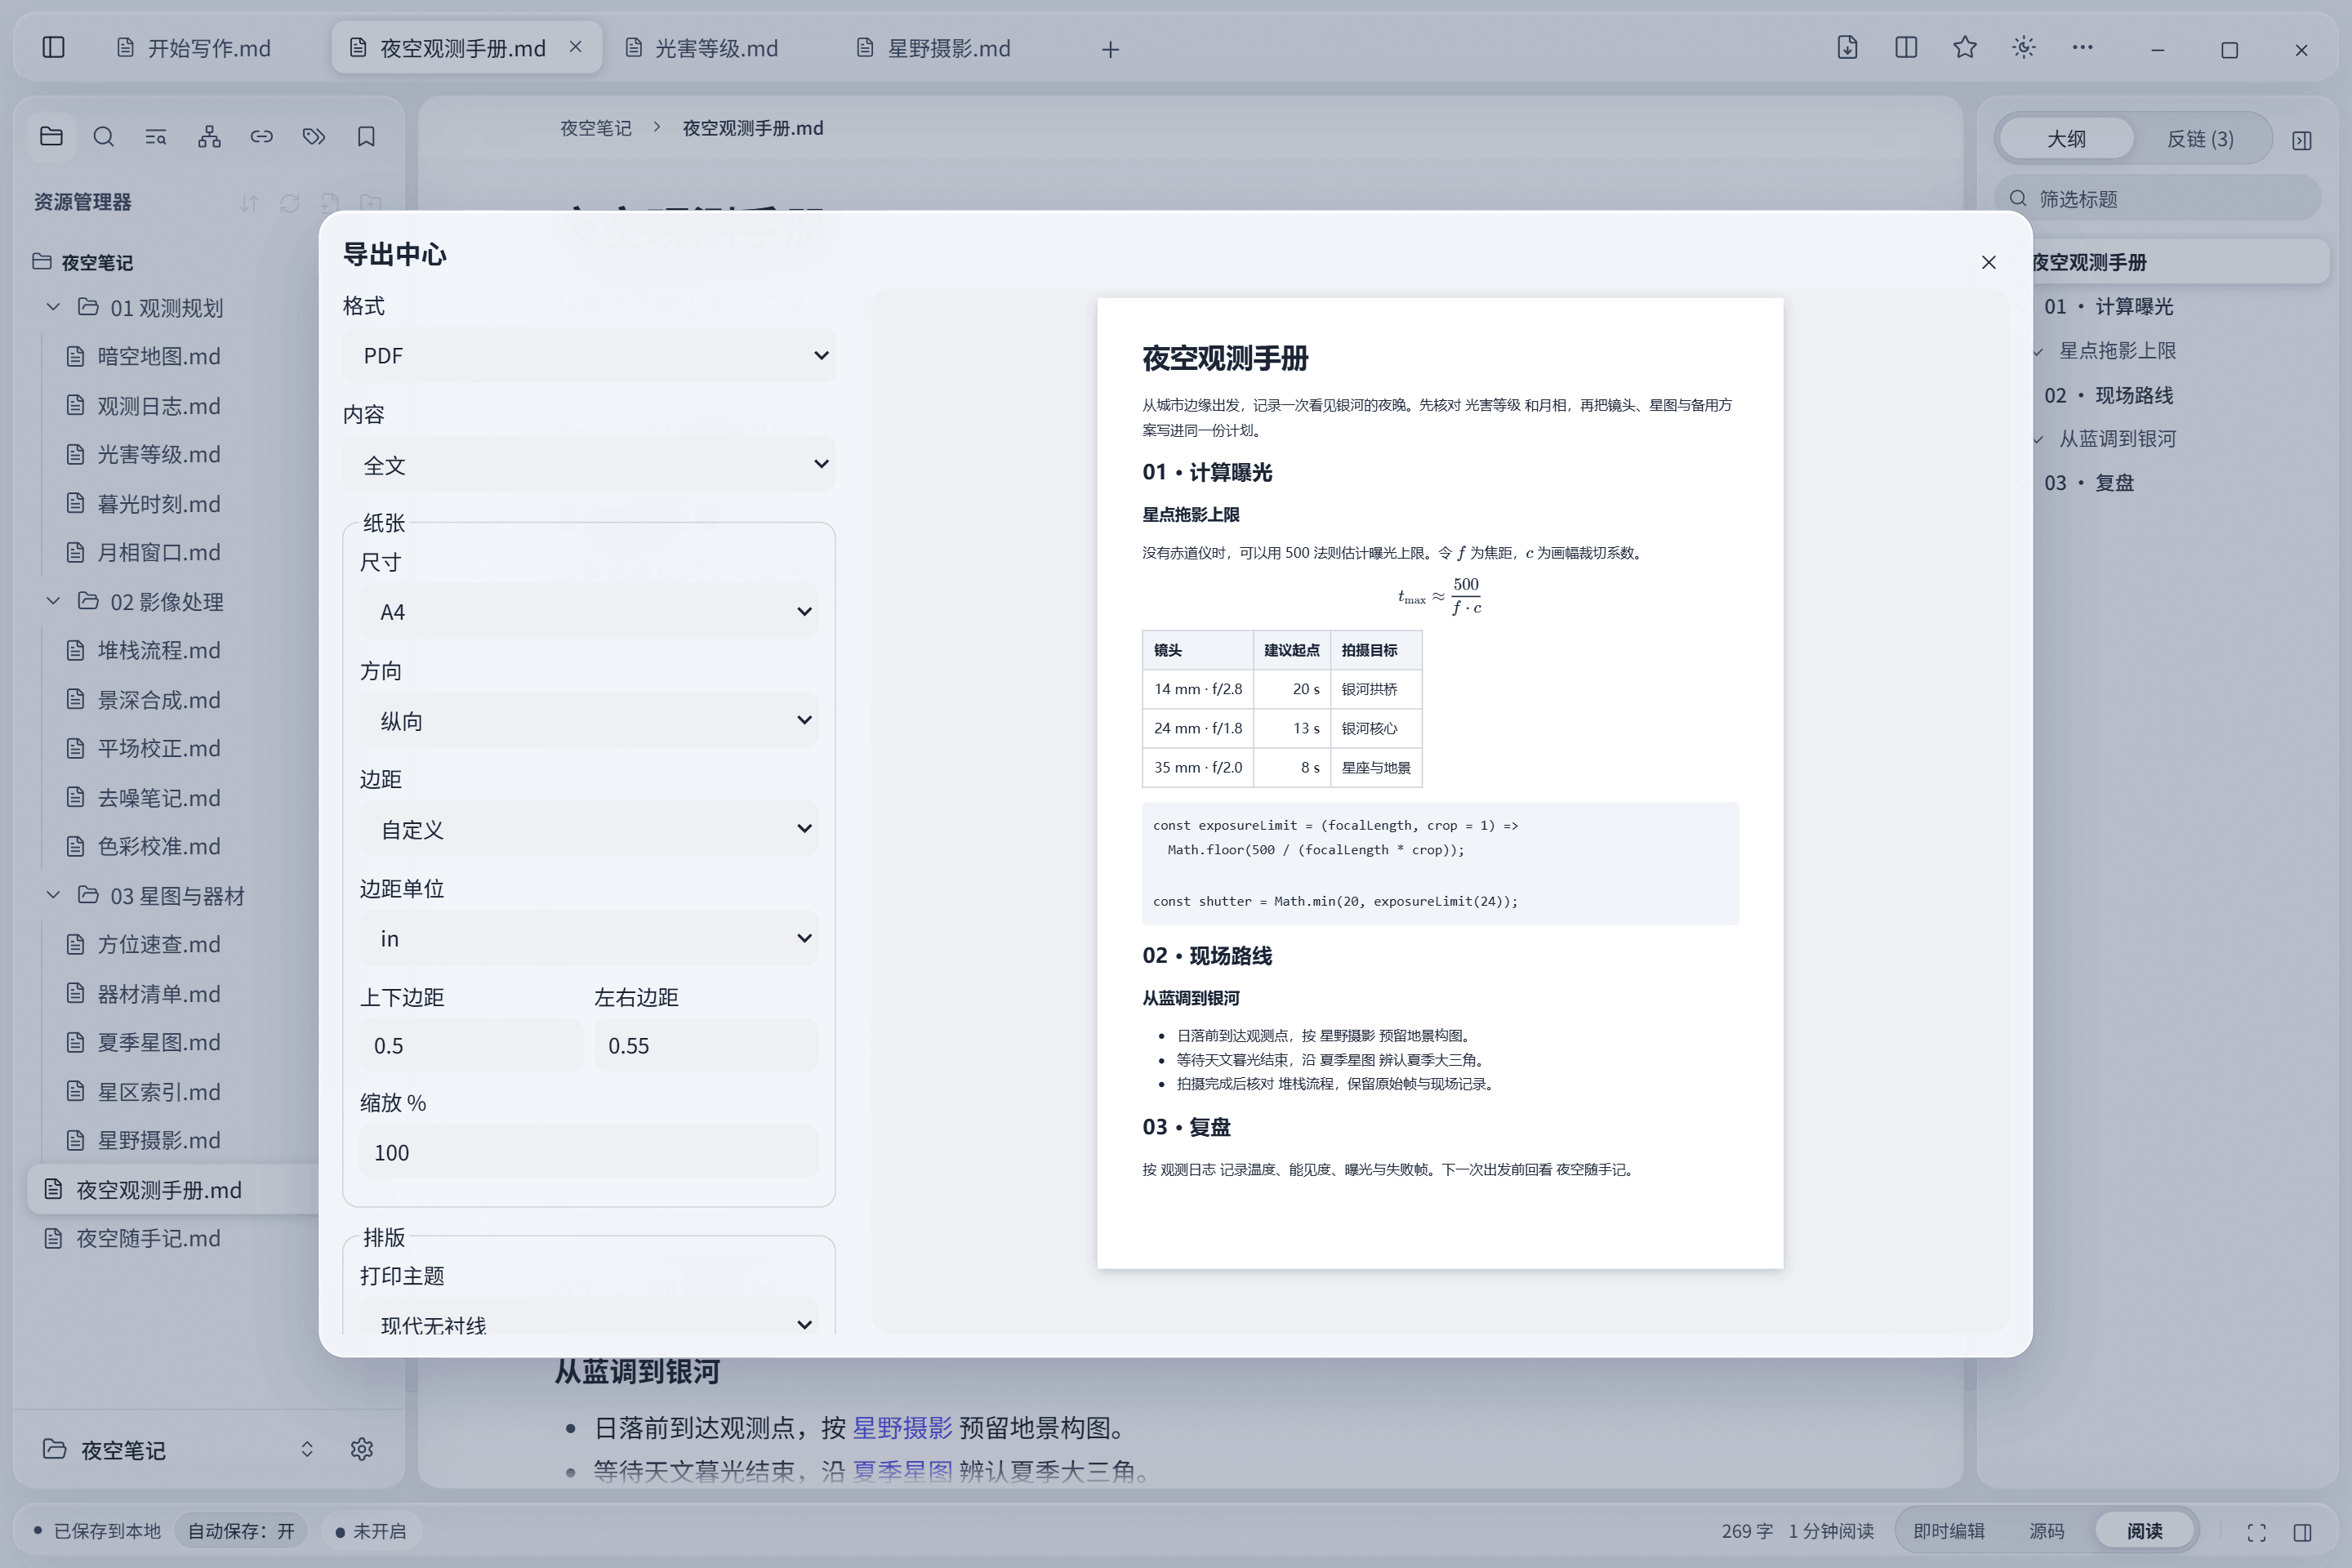 开始写作.md
夜空观测手册.md
光害等级.md
星野摄影.md
资源管理器
夜空笔记
01 观测规划
暗空地图.md
观测日志.md
光害等级.md
暮光时刻.md
月相窗口.md
02 影像处理
堆栈流程.md
景深合成.md
平场校正.md
去噪笔记.md
色彩校准.md
03 星图与器材
方位速查.md
器材清单.md
夏季星图.md
星区索引.md
星野摄影.md
夜空观测手册.md
夜空随手记.md
夜空笔记
夜空笔记 > 夜空观测手册.md
夜空观测手册
导出中心
格式
PDF
内容
全文
纸张
尺寸
A4
方向
纵向
边距
自定义
边距单位
in
上下边距 左右边距
0.5 0.55
缩放 %
100
排版
打印主题
现代无衬线
夜空观测手册
从城市边缘出发，记录一次看见银河的夜晚。先核对 光害等级 和月相，再把镜头、星图与备用方
案写进同一份计划。
01 · 计算曝光
星点拖影上限
没有赤道仪时，可以用 500 法则估计曝光上限。令 f 为焦距，c 为画幅裁切系数。
t_max ≈ 500 / (f · c)
镜头 建议起点 拍摄目标
14 mm · f/2.8 20 s 银河拱桥
24 mm · f/1.8 13 s 银河核心
35 mm · f/2.0 8 s 星座与地景
const exposureLimit = (focalLength, crop = 1) =>
Math.floor(500 / (focalLength * crop));
const shutter = Math.min(20, exposureLimit(24));
02 · 现场路线
从蓝调到银河
• 日落前到达观测点，按 星野摄影 预留地景构图。
• 等待天文暮光结束，沿 夏季星图 辨认夏季大三角。
• 拍摄完成后核对 堆栈流程，保留原始帧与现场记录。
03 · 复盘
按 观测日志 记录温度、能见度、曝光与失败帧。下一次出发前回看 夜空随手记。
从蓝调到银河
• 日落前到达观测点，按 星野摄影 预留地景构图。
• 等待天文暮光结束，沿 夏季星图 辨认夏季大三角。
大纲 反链 (3)
筛选标题
夜空观测手册
01 · 计算曝光
星点拖影上限
02 · 现场路线
从蓝调到银河
03 · 复盘
已保存到本地 自动保存：开 未开启
269 字 1 分钟阅读 即时编辑 源码 阅读